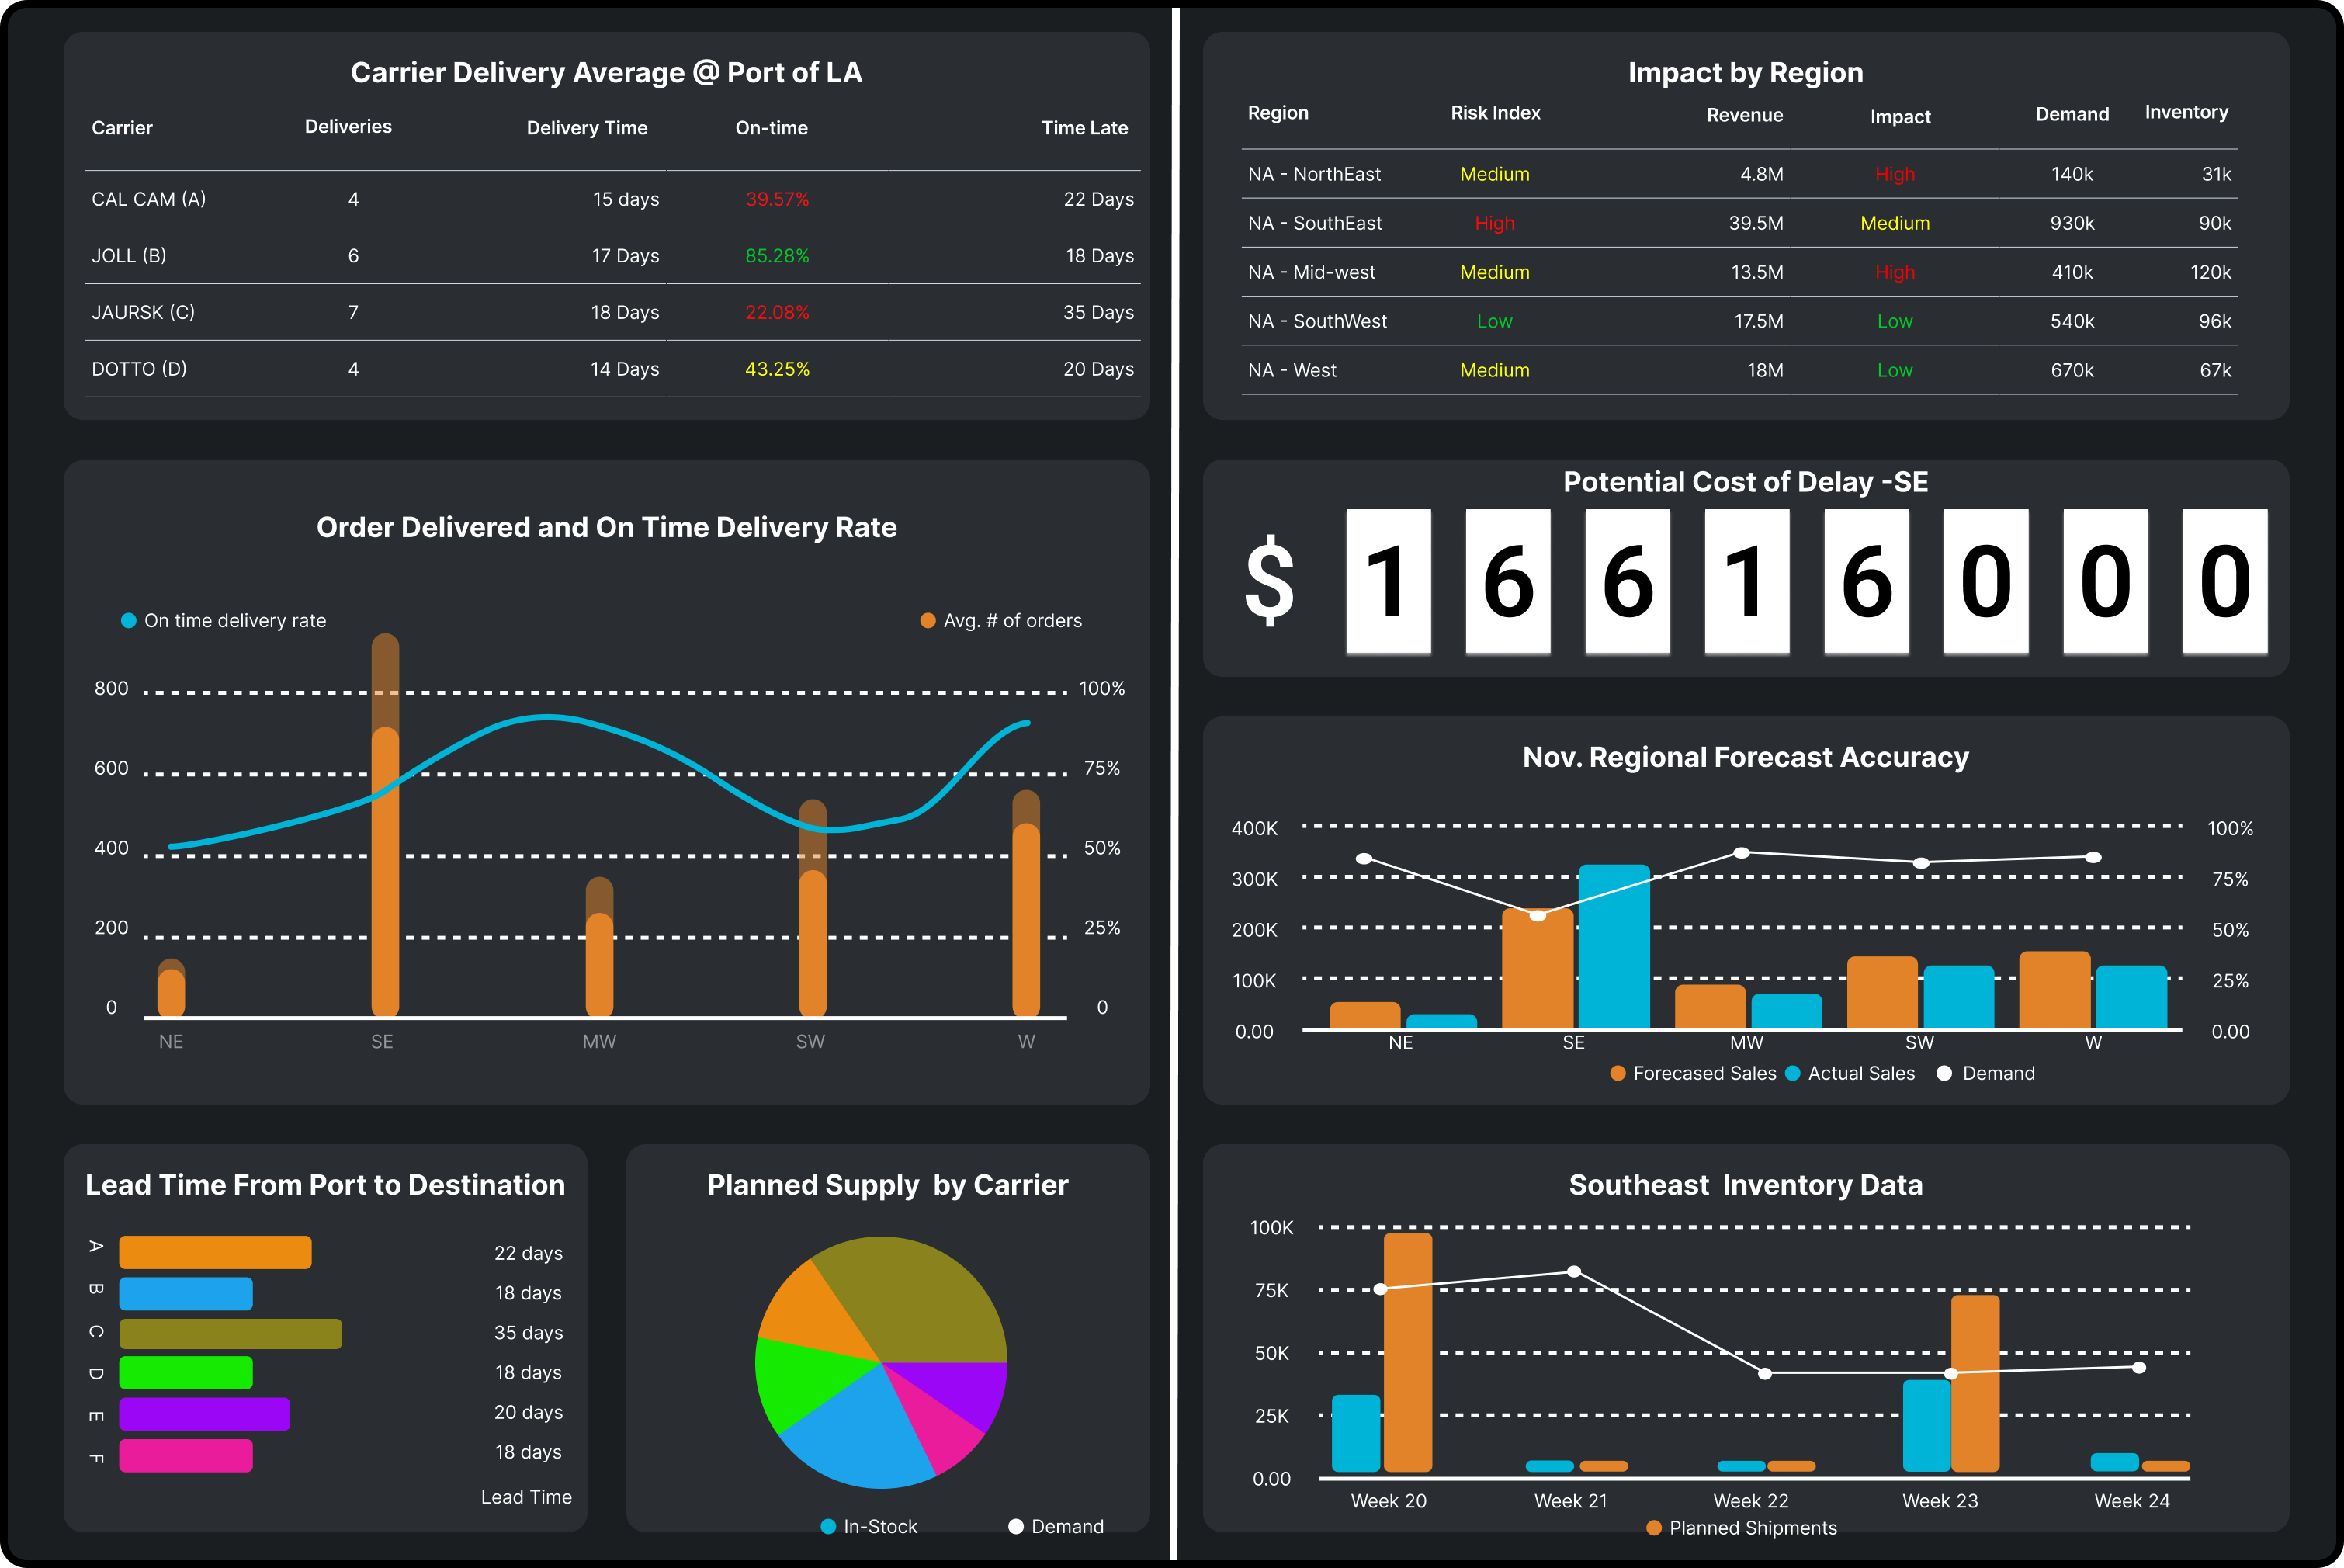 Carrier Delivery Average @ Port of LA
Carrier Deliveries Delivery Time On-time Time Late
CAL CAM (A) 4 15 days 39.57% 22 Days
JOLL (B) 6 17 Days 85.28% 18 Days
JAURSK (C) 7 18 Days 22.08% 35 Days
DOTTO (D) 4 14 Days 43.25% 20 Days
Impact by Region
Region Risk Index Revenue Impact Demand Inventory
NA - NorthEast Medium 4.8M High 140k 31k
NA - SouthEast High 39.5M Medium 930k 90k
NA - Mid-west Medium 13.5M High 410k 120k
NA - SouthWest Low 17.5M Low 540k 96k
NA - West Medium 18M Low 670k 67k
Order Delivered and On Time Delivery Rate
On time delivery rate Avg. # of orders
800 100%
600 75%
400 50%
200 25%
0 0
NE SE MW SW W
Potential Cost of Delay -SE
$ 1 6 6 1 6 0 0 0
Nov. Regional Forecast Accuracy
400K 100%
300K 75%
200K 50%
100K 25%
0.00 0.00
NE SE MW SW W
Forecased Sales Actual Sales Demand
Lead Time From Port to Destination
A 22 days
B 18 days
C 35 days
D 18 days
E 20 days
F 18 days
Lead Time
Planned Supply by Carrier
In-Stock Demand
Southeast Inventory Data
100K
75K
50K
25K
0.00
Week 20 Week 21 Week 22 Week 23 Week 24
Planned Shipments